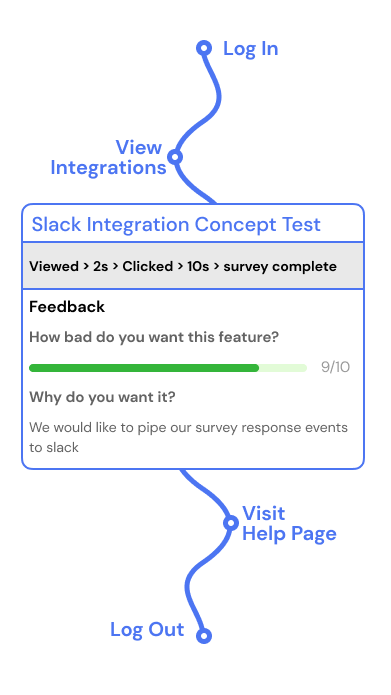 Log In
View
Integrations
Slack Integration Concept Test
Viewed > 2s > Clicked > 10s > survey complete
Feedback
How bad do you want this feature?
9/10
Why do you want it?
We would like to pipe our survey response events
to slack
Visit
Help Page
Log Out